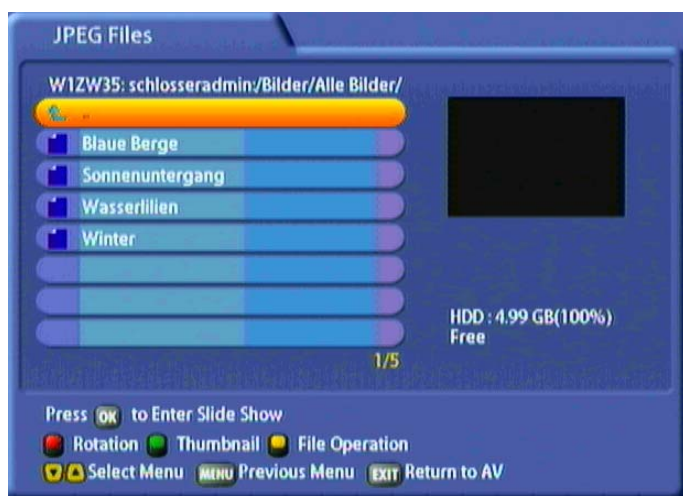 JPEG Files
W1ZW35: schlosseradmin:/Bilder/Alle Bilder/
..
Blaue Berge
Sonnenuntergang
Wasserlilien
Winter
HDD : 4.99 GB(100%)
Free
1/5
Press OK to Enter Slide Show
Rotation Thumbnail File Operation
Select Menu MENU Previous Menu EXIT Return to AV